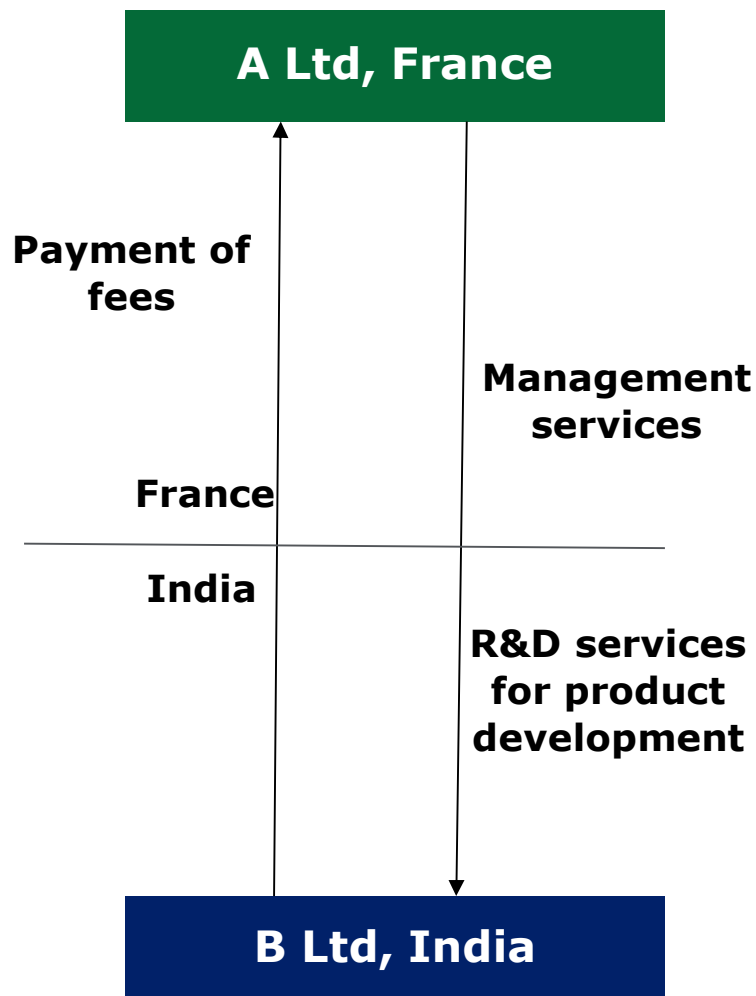 A Ltd, France
Payment of
fees
Management
services
France
India
R&D services
for product
development
B Ltd, India